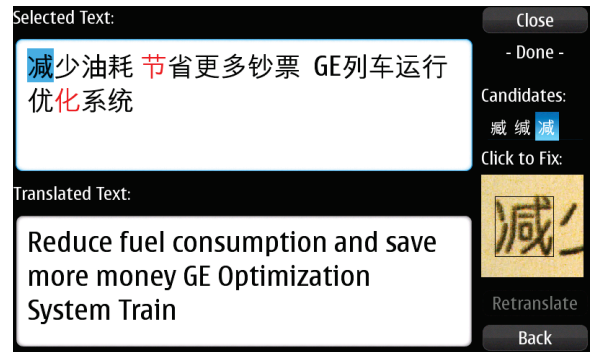 Selected Text:
Close
减少油耗 节省更多钞票 GE列车运行
优化系统
- Done -
Candidates:
臧 缄 减
Click to Fix:
减少
Translated Text:
Reduce fuel consumption and save
more money GE Optimization
System Train
Retranslate
Back